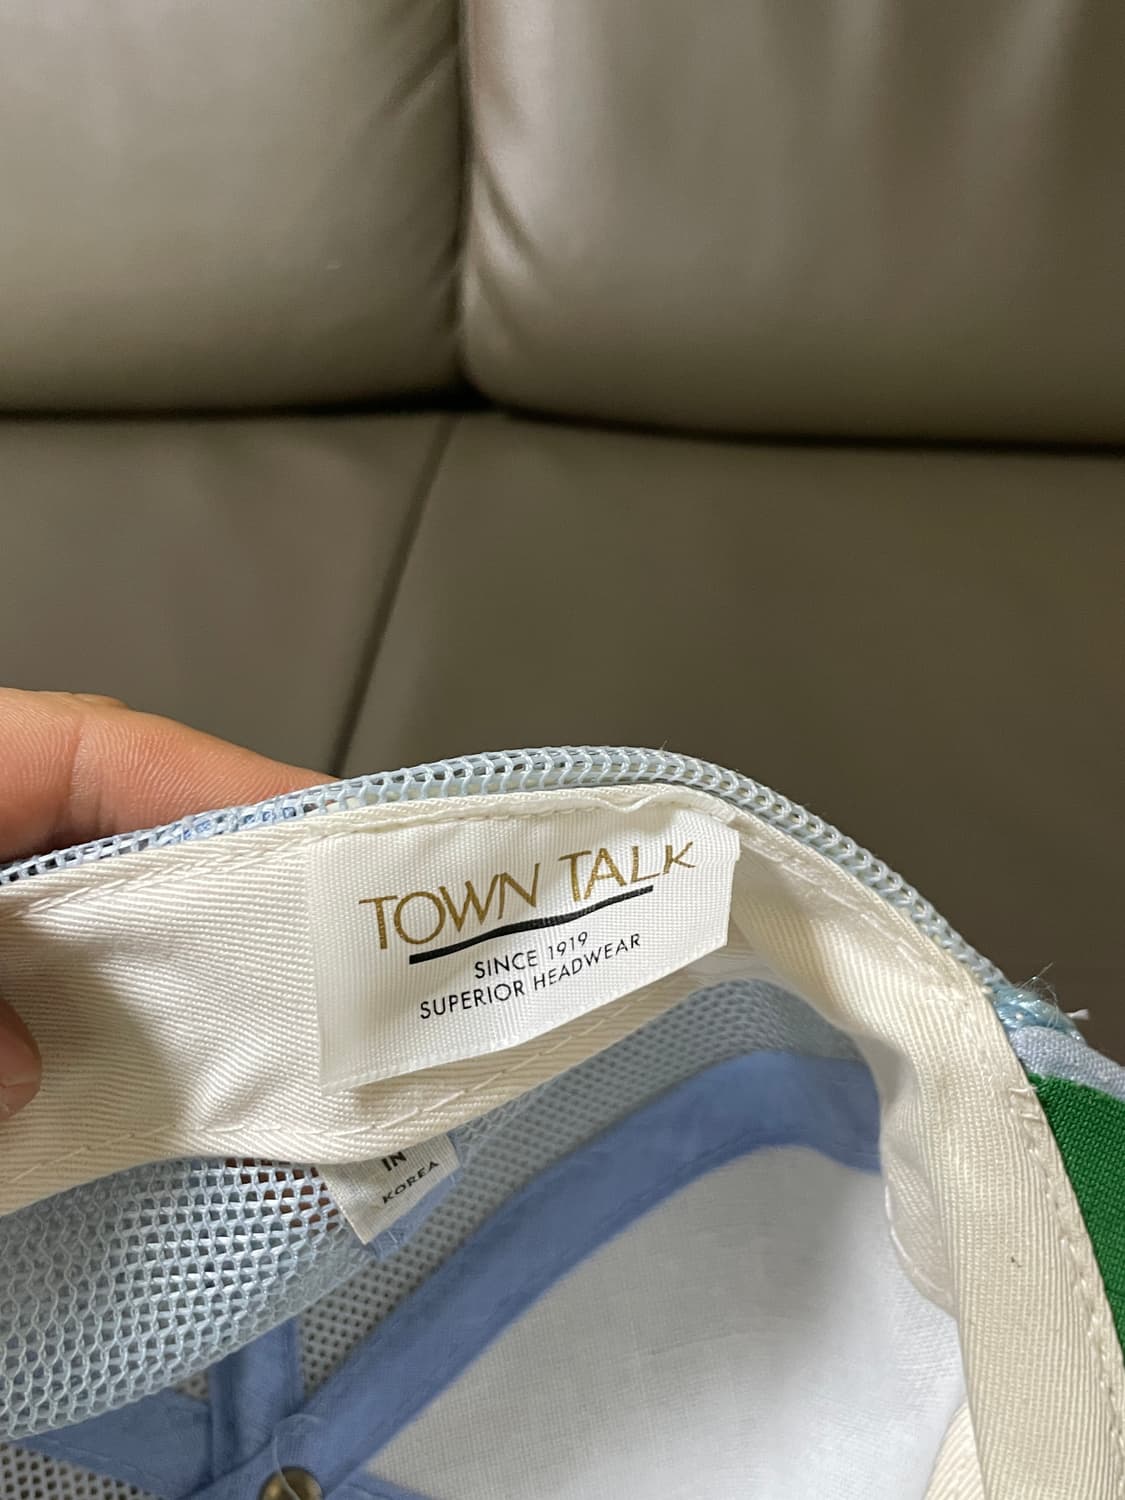 TOWN TALK
SINCE 1919
SUPERIOR HEADWEAR
IN
KOREA